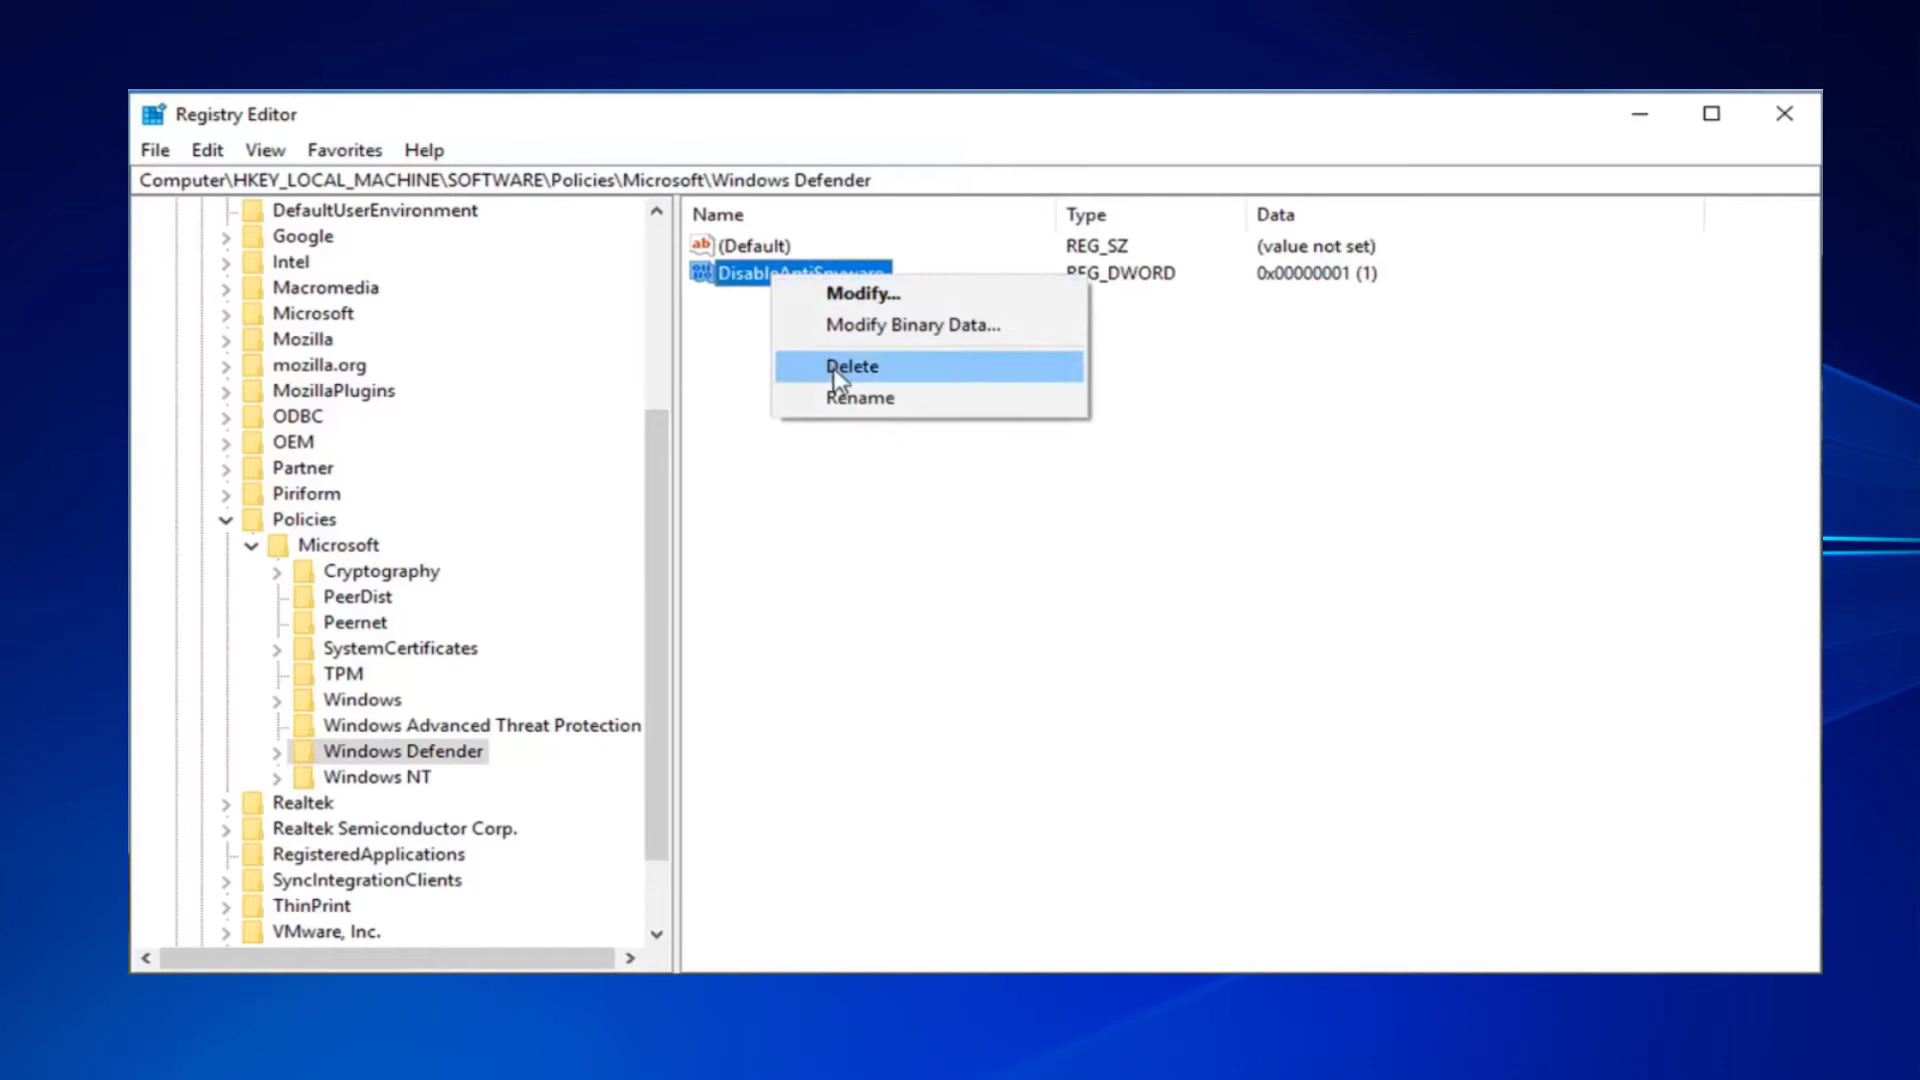 Registry Editor
File Edit View Favorites Help
Computer\HKEY_LOCAL_MACHINE\SOFTWARE\Policies\Microsoft\Windows Defender
DefaultUserEnvironment
Google
Intel
Macromedia
Microsoft
Mozilla
mozilla.org
MozillaPlugins
ODBC
OEM
Partner
Piriform
Policies
Microsoft
Cryptography
PeerDist
Peernet
SystemCertificates
TPM
Windows
Windows Advanced Threat Protection
Windows Defender
Windows NT
Realtek
Realtek Semiconductor Corp.
RegisteredApplications
SyncIntegrationClients
ThinPrint
VMware, Inc.
Name Type Data
(Default) REG_SZ (value not set)
DisableAntiSpyware REG_DWORD 0x00000001 (1)
Modify...
Modify Binary Data...
Delete
Rename